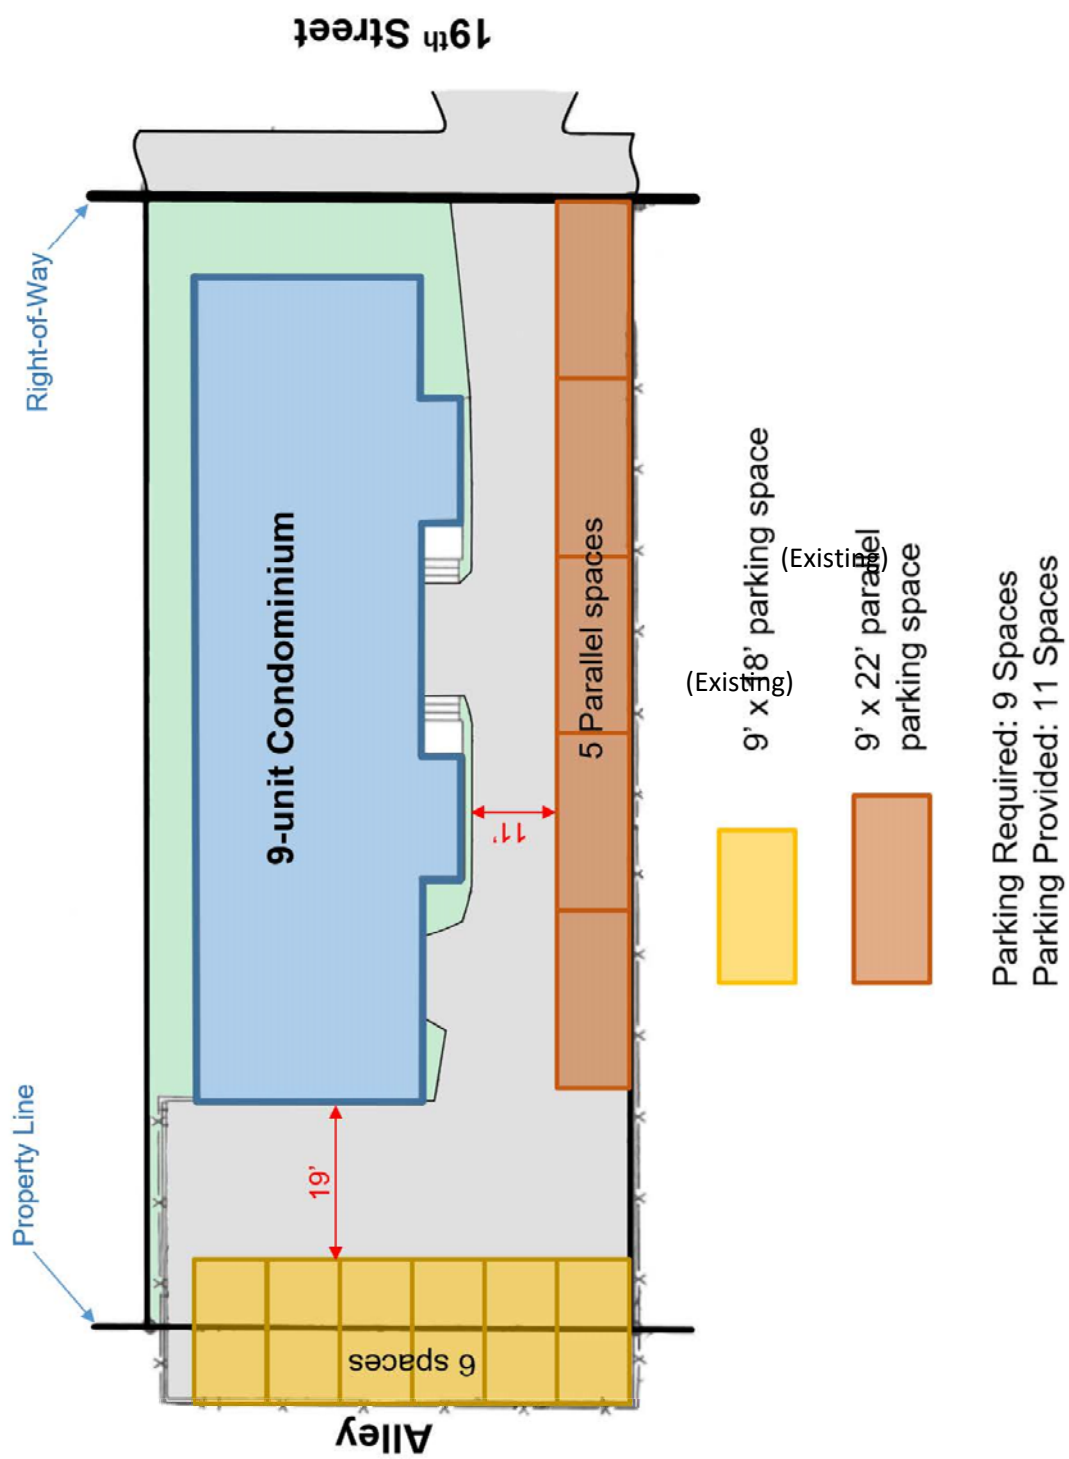 19th Street
Right-of-Way
9-unit Condominium
5 Parallel spaces
11'
19'
Property Line
6 spaces
Alley
9’ x 18’ parking space
(Existing)
9’ x 22’ parallel
parking space
(Existing)
Parking Required: 9 Spaces
Parking Provided: 11 Spaces